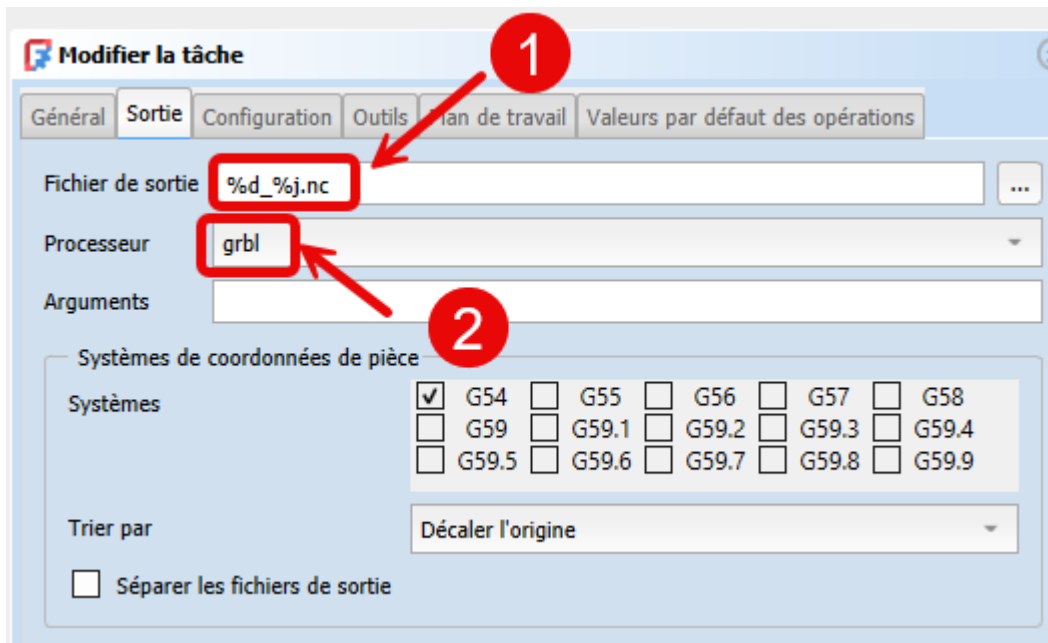 Modifier la tâche
1
Général Sortie Configuration Outils Plan de travail Valeurs par défaut des opérations
Fichier de sortie %d_%j.nc ...
Processeur grbl
Arguments
2
Systèmes de coordonnées de pièce
Systèmes G54 G55 G56 G57 G58
G59 G59.1 G59.2 G59.3 G59.4
G59.5 G59.6 G59.7 G59.8 G59.9
Trier par Décaler l'origine
Séparer les fichiers de sortie